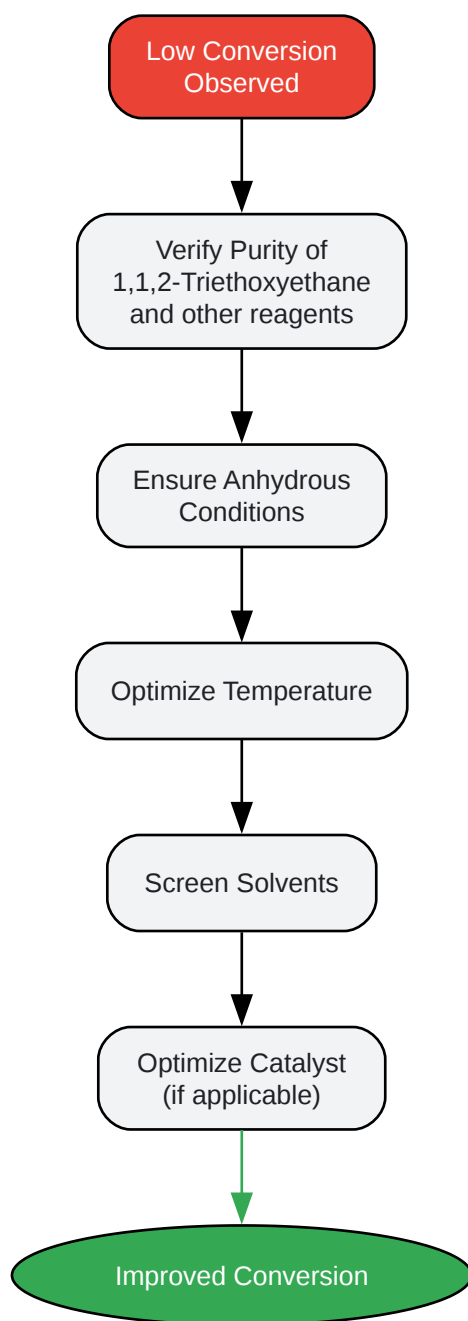 Low Conversion
Observed
Verify Purity of
1,1,2-Triethoxyethane
and other reagents
Ensure Anhydrous
Conditions
Optimize Temperature
Screen Solvents
Optimize Catalyst
(if applicable)
Improved Conversion